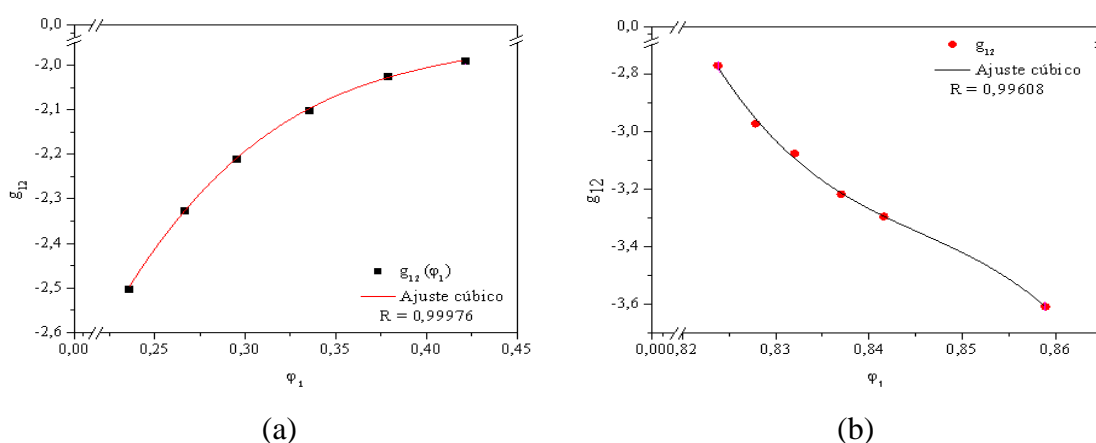 0,0
-2,0
-2,1
-2,2
-2,3
-2,4
-2,5
-2,6
g12
g12 (φ1)
Ajuste cúbico
R = 0,99976
0,00 0,25 0,30 0,35 0,40 0,45
φ1
(a)
0,0
-2,8
-3,0
-3,2
-3,4
-3,6
g12
g12
Ajuste cúbico
R = 0,99608
0,00 0,82 0,83 0,84 0,85 0,86
φ1
(b)